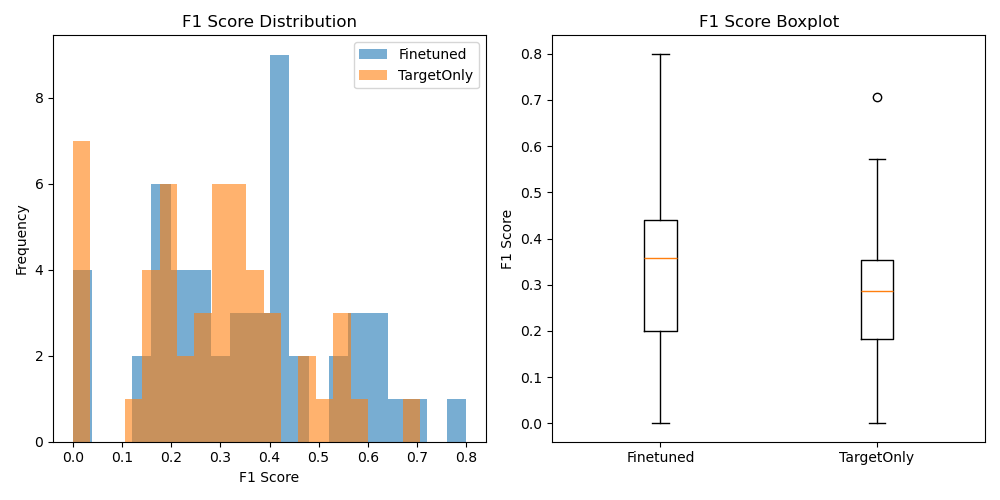 F1 Score Distribution
Finetuned
TargetOnly
Frequency
8
6
4
2
0
0.0 0.1 0.2 0.3 0.4 0.5 0.6 0.7 0.8
F1 Score
F1 Score Boxplot
F1 Score
0.8
0.7
0.6
0.5
0.4
0.3
0.2
0.1
0.0
Finetuned TargetOnly